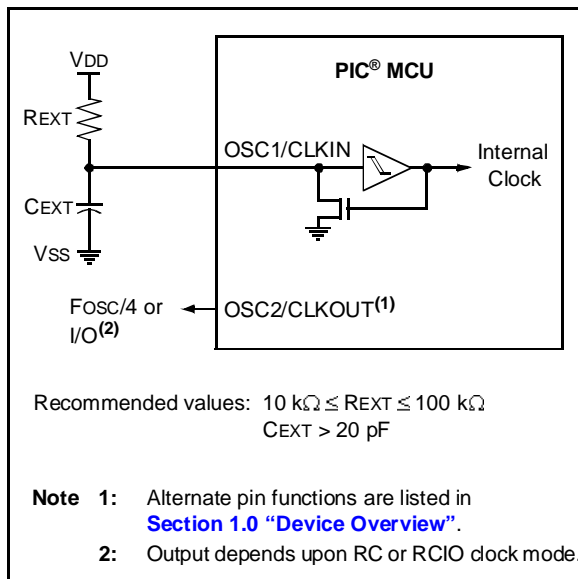 VDD
PIC® MCU
REXT
OSC1/CLKIN
Internal
Clock
CEXT
VSS
FOSC/4 or
I/O(2)
OSC2/CLKOUT(1)
Recommended values: 10 kΩ ≤ REXT ≤ 100 kΩ
CEXT > 20 pF
Note 1: Alternate pin functions are listed in
Section 1.0 “Device Overview”.
2: Output depends upon RC or RCIO clock mode.